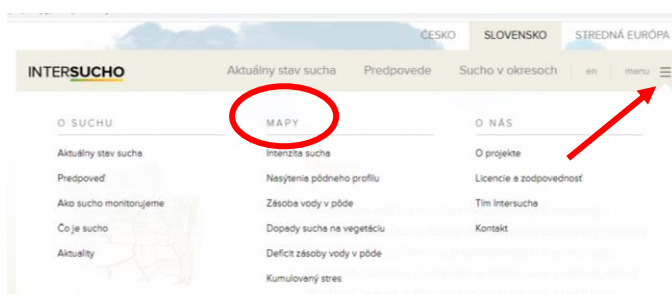 ČESKO SLOVENSKO STREDNÁ EURÓPA
INTERSUCHO Aktuálny stav sucha Predpovede Sucho v okresoch en menu
O SUCHU MAPY O NÁS
Aktuálny stav sucha Intenzita sucha O projekte
Predpoveď Nasýtenia pôdneho profilu Licencie a zodpovednosť
Ako sucho monitorujeme Zásoba vody v pôde Tím Intersucha
Čo je sucho Dopady sucha na vegetáciu Kontakt
Aktuality Deficit zásoby vody v pôde
Kumulovaný stres